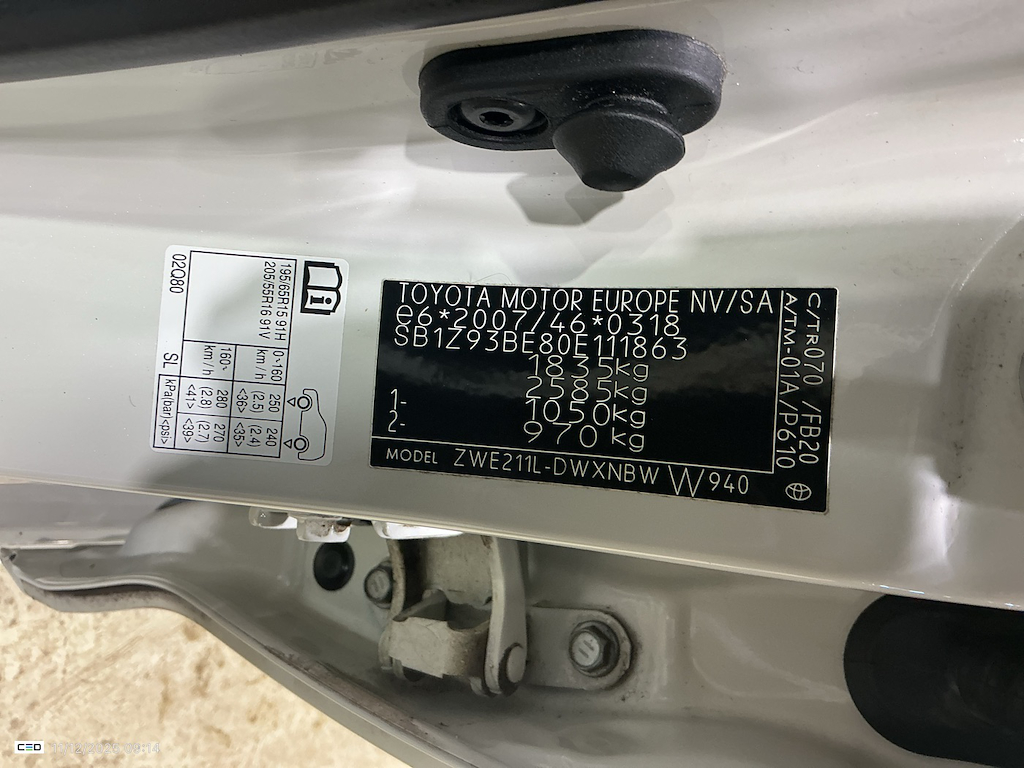 TOYOTA MOTOR EUROPE NV/SA
e6*2007/46*0318
SB1Z93BE80E111863
1835kg
2585kg
1- 1050kg
2- 970kg
MODEL ZWE211L-DWXNBW W940
C/TR070 /FB20
A/TM-01A/P610
195/65R15 91H
205/55R16 91V
0~160 km/h
250 (2.5) <36>
240 (2.4) <35>
160~ km/h
280 (2.8) <41>
270 (2.7) <39>
SL kPa(bar)<psi>
02Q80
CEO